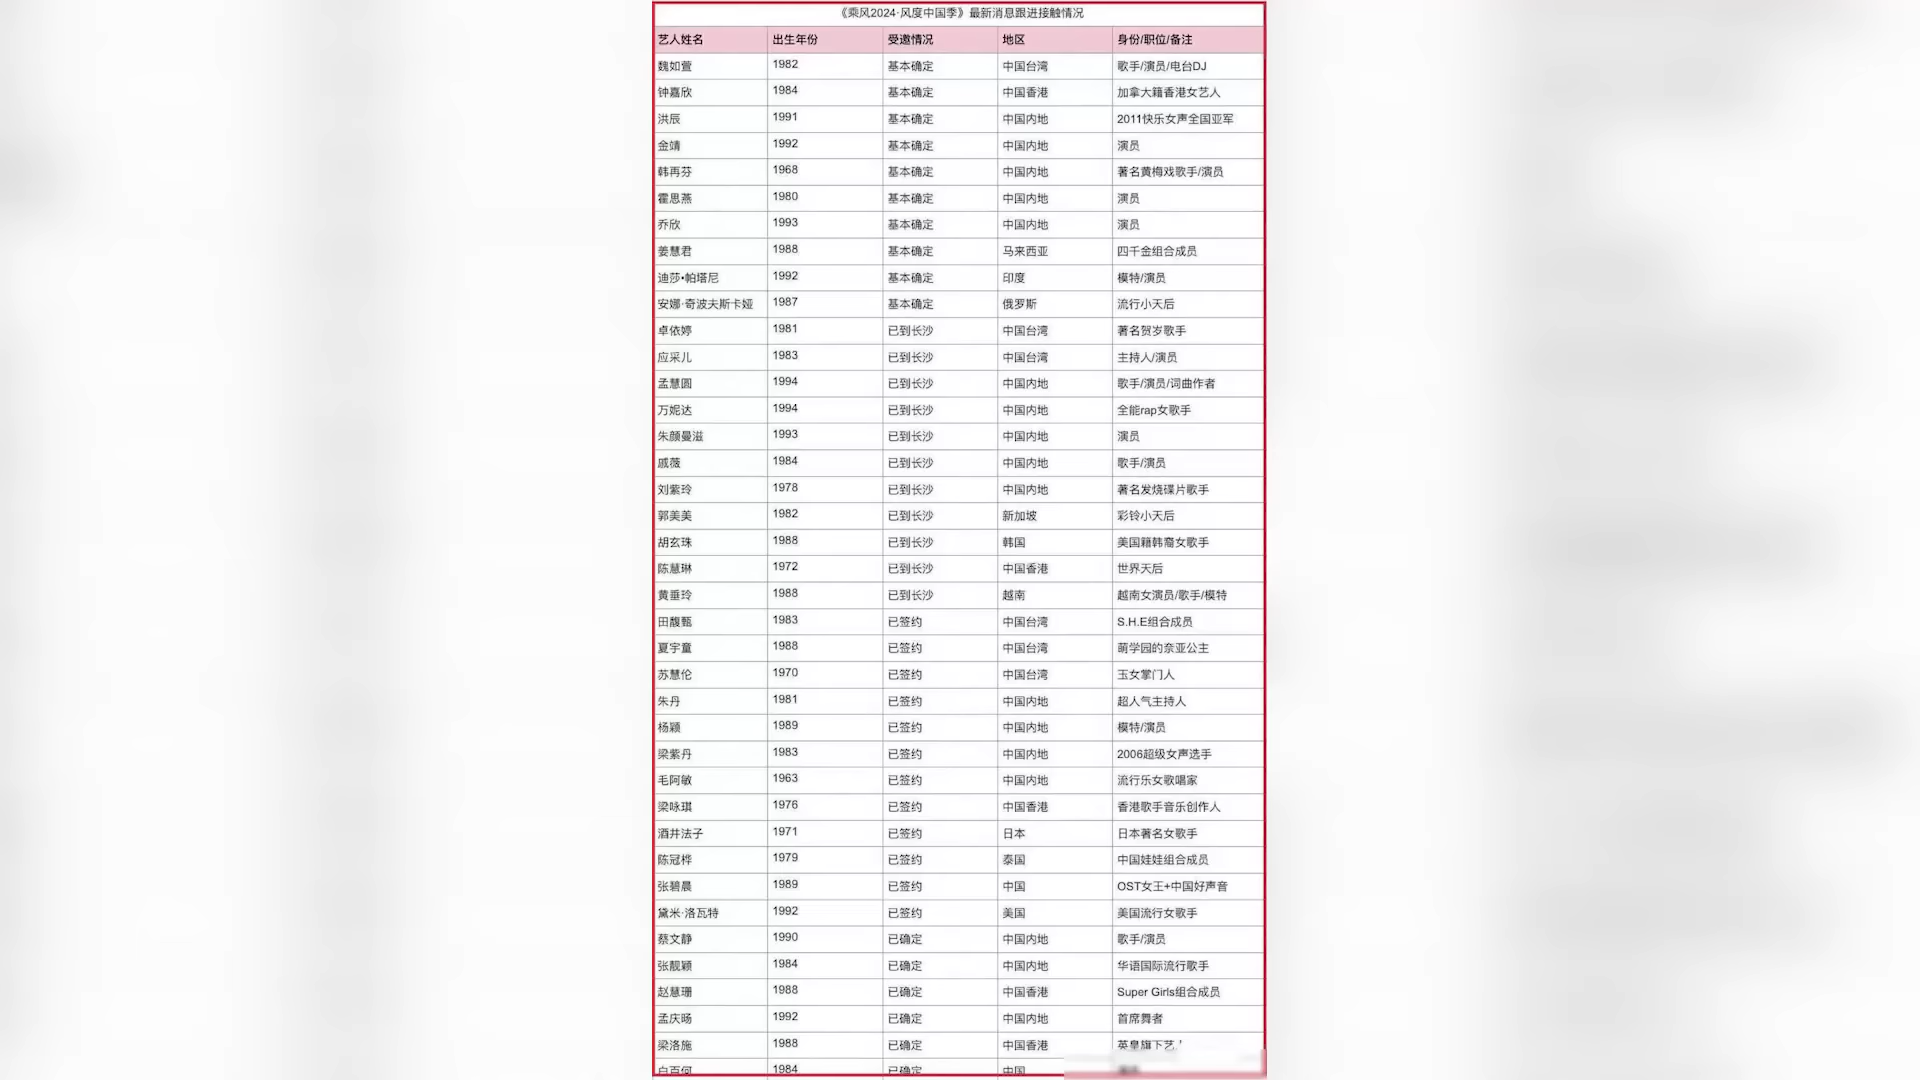 《乘风2024·风度中国季》最新消息跟进接触情况
艺人姓名 出生年份 受邀情况 地区 身份/职位/备注
魏如萱 1982 基本确定 中国台湾 歌手/演员/电台DJ
钟嘉欣 1984 基本确定 中国香港 加拿大籍香港女艺人
洪辰 1991 基本确定 中国内地 2011快乐女声全国亚军
金靖 1992 基本确定 中国内地 演员
韩再芬 1968 基本确定 中国内地 著名黄梅戏歌手/演员
霍思燕 1980 基本确定 中国内地 演员
乔欣 1993 基本确定 中国内地 演员
姜慧君 1988 基本确定 马来西亚 四千金组合成员
迪莎•帕塔尼 1992 基本确定 印度 模特/演员
安娜·奇波夫斯卡娅 1987 基本确定 俄罗斯 流行小天后
卓依婷 1981 已到长沙 中国台湾 著名贺岁歌手
应采儿 1983 已到长沙 中国台湾 主持人/演员
孟慧圆 1994 已到长沙 中国内地 歌手/演员/词曲作者
万妮达 1994 已到长沙 中国内地 全能rap女歌手
朱颜曼滋 1993 已到长沙 中国内地 演员
戚薇 1984 已到长沙 中国内地 歌手/演员
刘紫玲 1978 已到长沙 中国内地 著名发烧碟片歌手
郭美美 1982 已到长沙 新加坡 彩铃小天后
胡玄珠 1988 已到长沙 韩国 美国籍韩裔女歌手
陈慧琳 1972 已到长沙 中国香港 世界天后
黄垂玲 1988 已到长沙 越南 越南女演员/歌手/模特
田馥甄 1983 已签约 中国台湾 S.H.E组合成员
夏宇童 1988 已签约 中国台湾 萌学园的奈亚公主
苏慧伦 1970 已签约 中国台湾 玉女掌门人
朱丹 1981 已签约 中国内地 超人气主持人
杨颖 1989 已签约 中国内地 模特/演员
梁紫丹 1983 已签约 中国内地 2006超级女声选手
毛阿敏 1963 已签约 中国内地 流行乐女歌唱家
梁咏琪 1976 已签约 中国香港 香港歌手音乐创作人
酒井法子 1971 已签约 日本 日本著名女歌手
陈冠桦 1979 已签约 泰国 中国娃娃组合成员
张碧晨 1989 已签约 中国 OST女王+中国好声音
黛米·洛瓦特 1992 已签约 美国 美国流行女歌手
蔡文静 1990 已确定 中国内地 歌手/演员
张靓颖 1984 已确定 中国内地 华语国际流行歌手
赵慧珊 1988 已确定 中国香港 Super Girls组合成员
孟庆旸 1992 已确定 中国内地 首席舞者
梁洛施 1988 已确定 中国香港 英皇旗下艺人
白百何 1984 已确定 中国